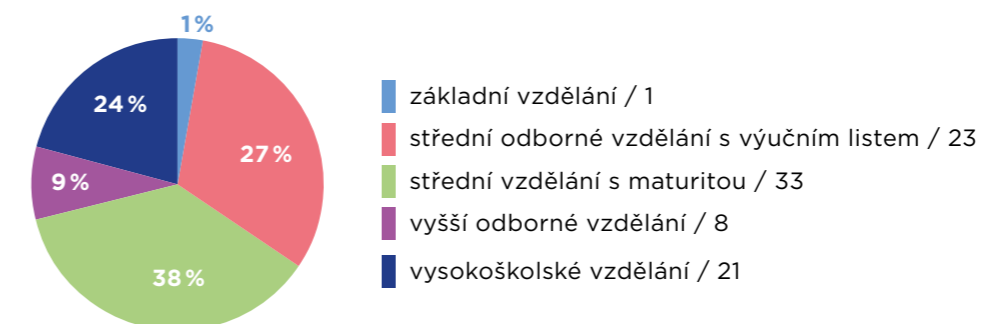 1 %
24 %
27 %
9 %
38 %
základní vzdělání / 1
střední odborné vzdělání s výučním listem / 23
střední vzdělání s maturitou / 33
vyšší odborné vzdělání / 8
vysokoškolské vzdělání / 21